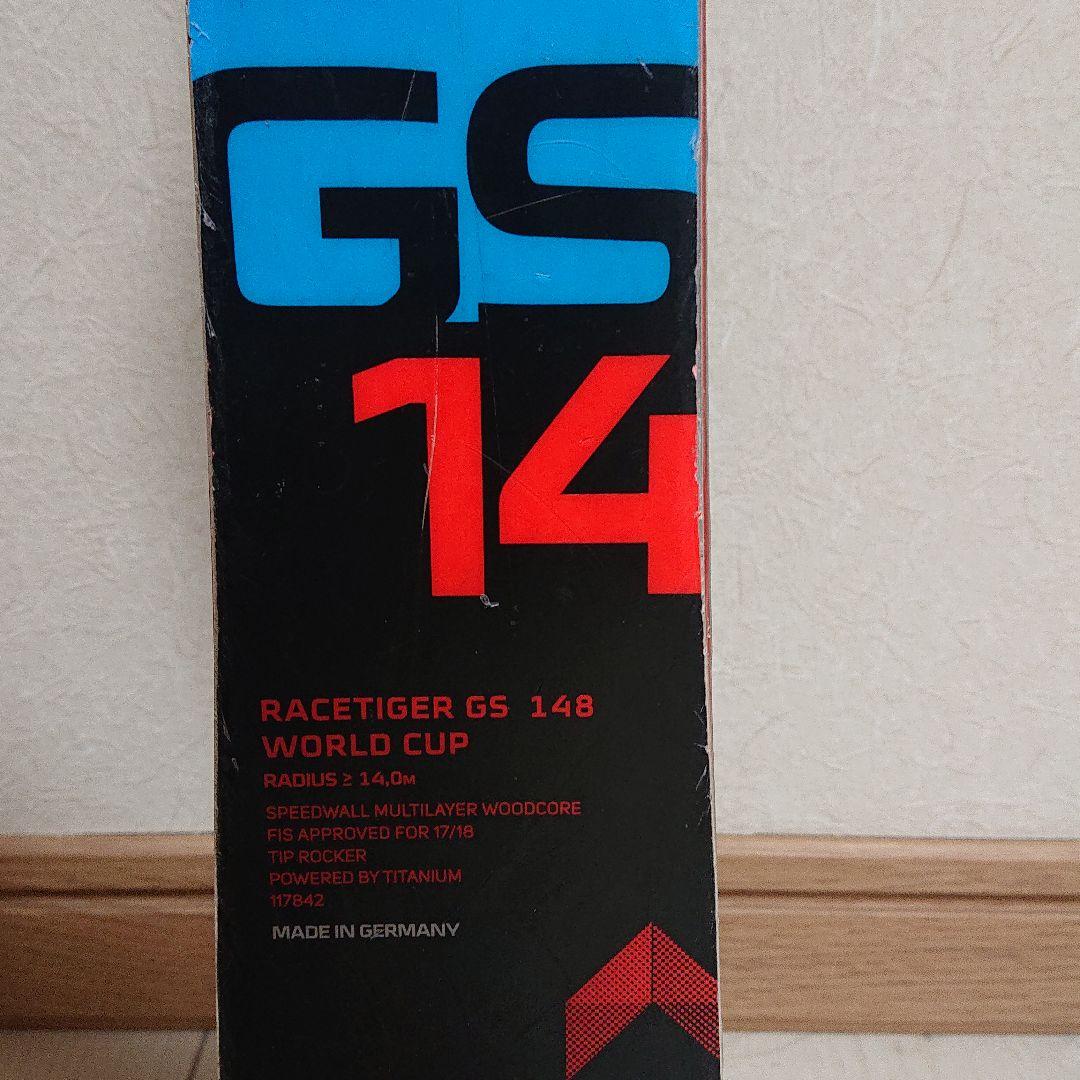 GS
14
RACETIGER GS 148
WORLD CUP
RADIUS ≥ 14,0M
SPEEDWALL MULTILAYER WOODCORE
FIS APPROVED FOR 17/18
TIP ROCKER
POWERED BY TITANIUM
117842
MADE IN GERMANY